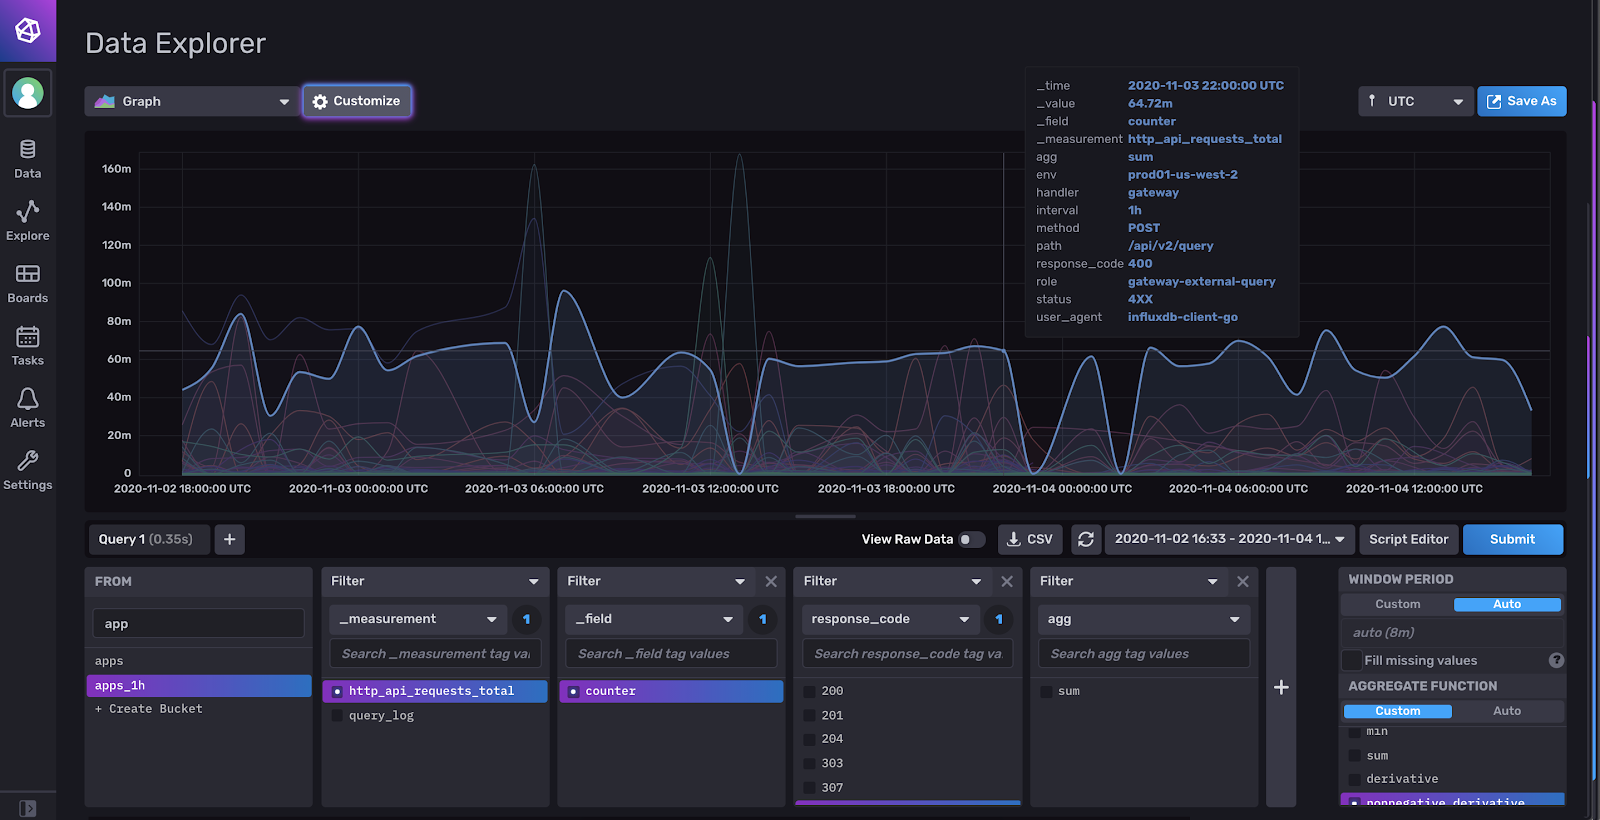 Data Explorer
Graph
Customize
UTC
Save As
Data
Explore
Boards
Tasks
Alerts
Settings
_time 2020-11-03 22:00:00 UTC
_value 64.72m
_field counter
_measurement http_api_requests_total
agg sum
env prod01-us-west-2
handler gateway
interval 1h
method POST
path /api/v2/query
response_code 400
role gateway-external-query
status 4XX
user_agent influxdb-client-go
160m
140m
120m
100m
80m
60m
40m
20m
0
2020-11-02 18:00:00 UTC 2020-11-03 00:00:00 UTC 2020-11-03 06:00:00 UTC 2020-11-03 12:00:00 UTC 2020-11-03 18:00:00 UTC 2020-11-04 00:00:00 UTC 2020-11-04 06:00:00 UTC 2020-11-04 12:00:00 UTC
Query 1 (0.35s)
+
View Raw Data
CSV
2020-11-02 16:33 - 2020-11-04 1...
Script Editor
Submit
FROM
app
apps
apps_1h
+ Create Bucket
Filter
_measurement 1
Search _measurement tag va
http_api_requests_total
query_log
Filter
_field 1
Search _field tag values
counter
Filter
response_code 1
Search response_code tag va
200
201
204
303
307
Filter
agg
Search agg tag values
sum
+
WINDOW PERIOD
Custom Auto
auto (8m)
Fill missing values ?
AGGREGATE FUNCTION
Custom Auto
min
sum
derivative
nonnegative derivative